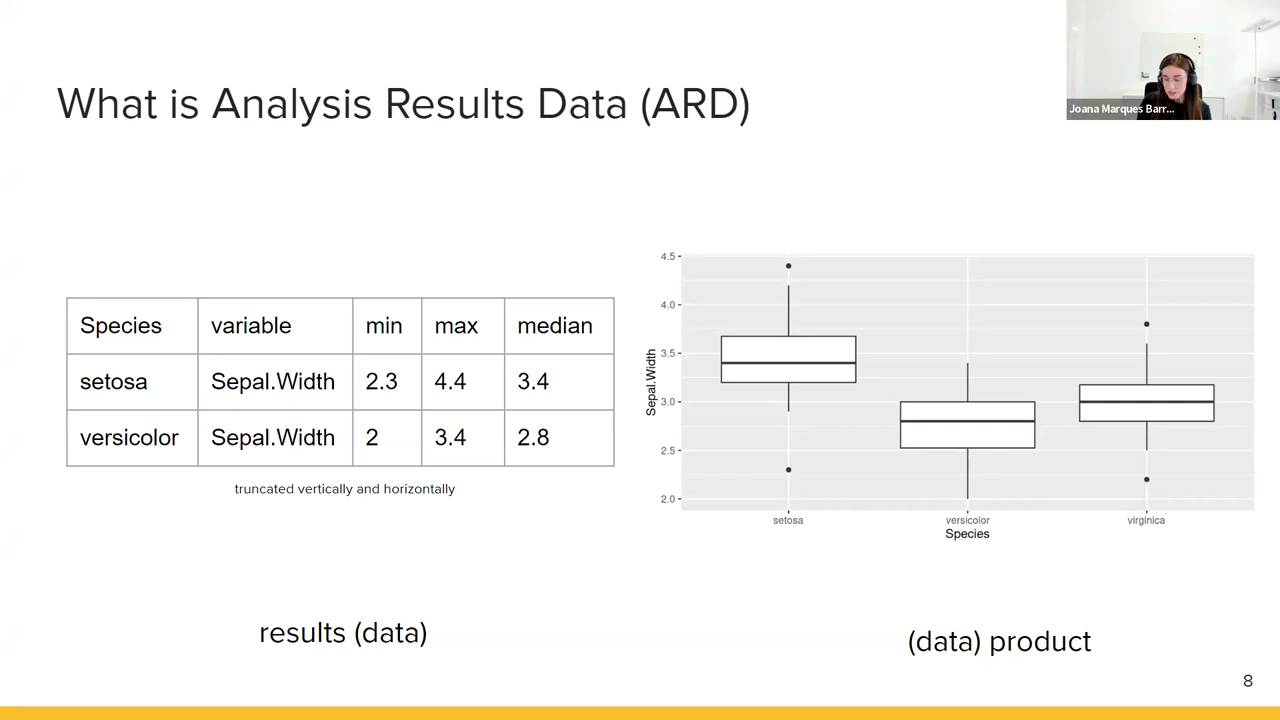 What is Analysis Results Data (ARD)
Joana Marques Barr...
Species variable min max median
setosa Sepal.Width 2.3 4.4 3.4
versicolor Sepal.Width 2 3.4 2.8
truncated vertically and horizontally
Sepal.Width
4.5
4.0
3.5
3.0
2.5
2.0
setosa versicolor virginica
Species
results (data)
(data) product
8